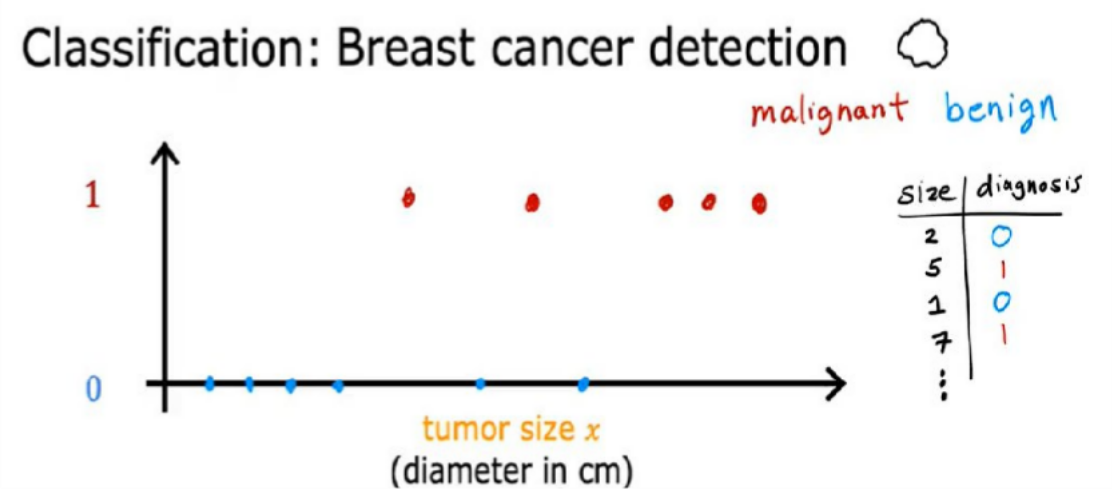 Classification: Breast cancer detection
malignant benign
1
0
tumor size x
(diameter in cm)
size diagnosis
2 0
5 1
1 0
7 1
⋮